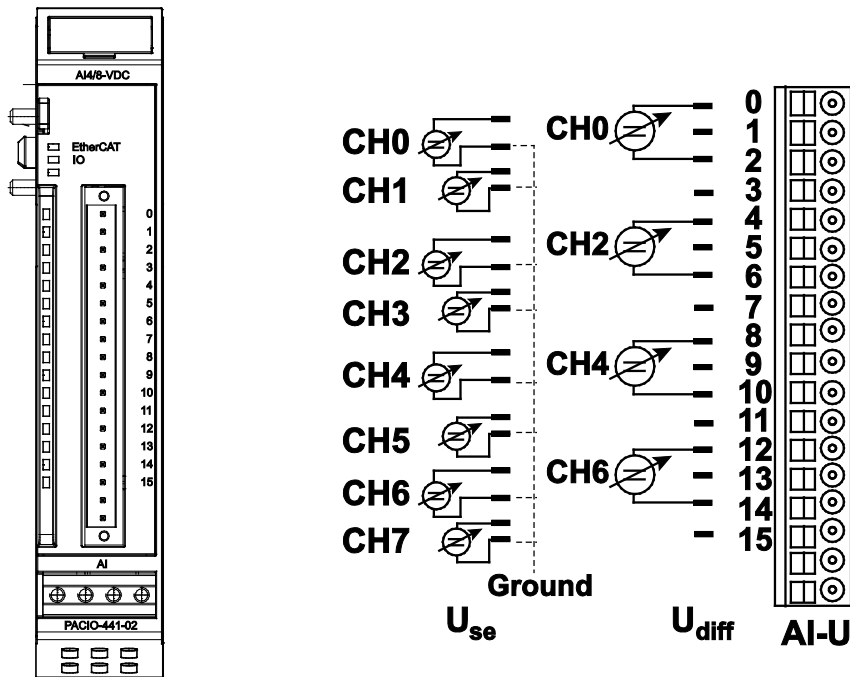 AI4/8-VDC
EtherCAT
IO
0
1
2
3
4
5
6
7
8
9
10
11
12
13
14
15
AI
PACIO-441-02
CH0
CH1
CH2
CH3
CH4
CH5
CH6
CH7
Ground
Use
CH0
CH2
CH4
CH6
Udiff
0
1
2
3
4
5
6
7
8
9
10
11
12
13
14
15
AI-U